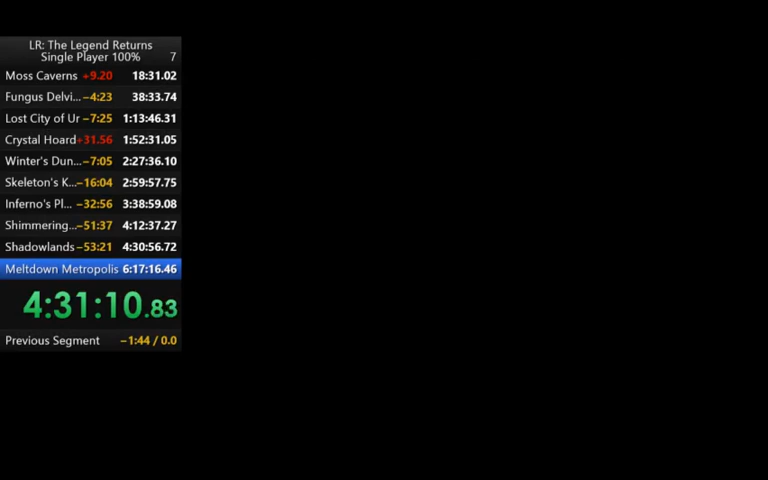 LR: The Legend Returns
Single Player 100% 7
Moss Caverns +9.20 18:31.02
Fungus Delvi... −4:23 38:33.74
Lost City of Ur −7:25 1:13:46.31
Crystal Hoard +31.56 1:52:31.05
Winter's Dun... −7:05 2:27:36.10
Skeleton's K... −16:04 2:59:57.75
Inferno's Pl... −32:56 3:38:59.08
Shimmering... −51:37 4:12:37.27
Shadowlands −53:21 4:30:56.72
Meltdown Metropolis 6:17:16.46
4:31:10.83
Previous Segment −1:44 / 0.0